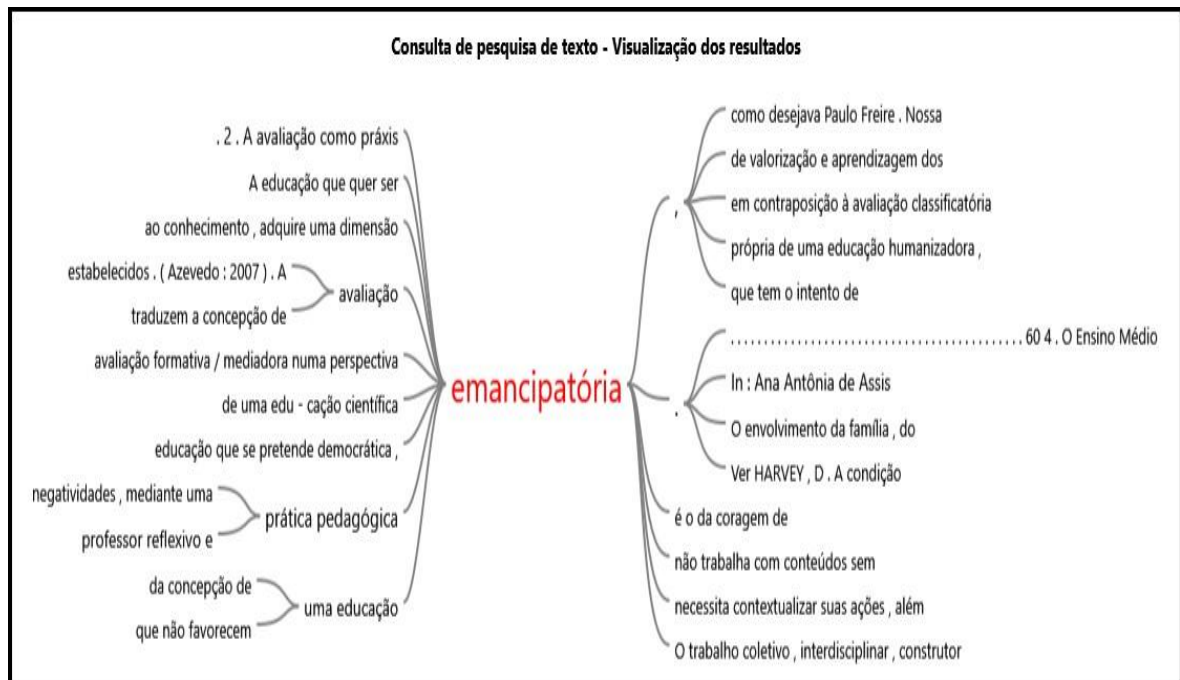 Consulta de pesquisa de texto - Visualização dos resultados
. 2 . A avaliação como práxis
A educação que quer ser
ao conhecimento , adquire uma dimensão
estabelecidos . ( Azevedo : 2007 ) . A
traduzem a concepção de
avaliação
avaliação formativa / mediadora numa perspectiva
de uma edu - cação científica
educação que se pretende democrática ,
negatividades , mediante uma
professor reflexivo e
prática pedagógica
da concepção de
que não favorecem
uma educação
emancipatória
,
como desejava Paulo Freire . Nossa
de valorização e aprendizagem dos
em contraposição à avaliação classificatória
própria de uma educação humanizadora ,
que tem o intento de
.
. . . . . . . . . . . . . . . . . . . . . . . . . . . . . . . . . . . . . . . . . . . . 60 4 . O Ensino Médio
In : Ana Antônia de Assis
O envolvimento da família , do
Ver HARVEY , D . A condição
é o da coragem de
não trabalha com conteúdos sem
necessita contextualizar suas ações , além
O trabalho coletivo , interdisciplinar , construtor